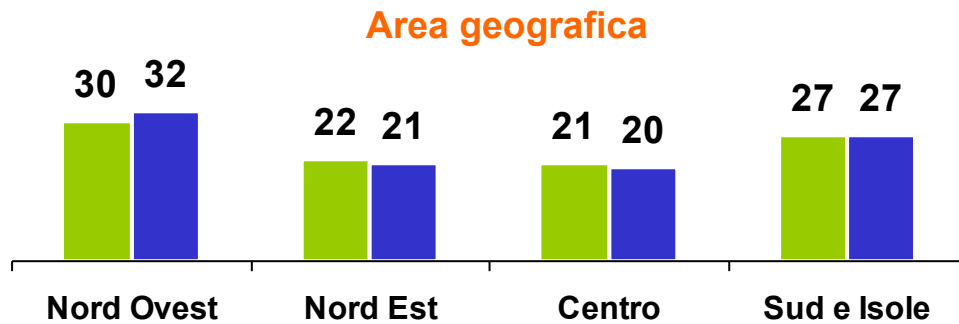 Area geografica
30 32 22 21 21 20 27 27
Nord Ovest Nord Est Centro Sud e Isole